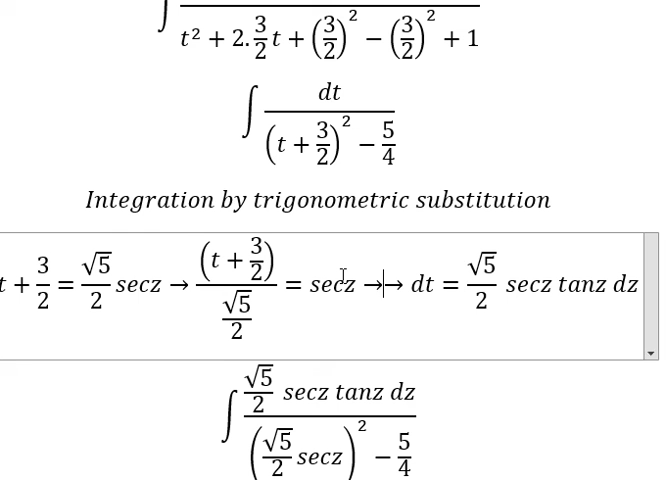 ∫ / (t² + 2.3/2 t + (3/2)² − (3/2)² + 1)
∫ dt / ((t + 3/2)² − 5/4)
Integration by trigonometric substitution
t + 3/2 = √5/2 secz → (t + 3/2) / (√5/2) = secz →→ dt = √5/2 secz tanz dz
∫ (√5/2 secz tanz dz) / ((√5/2 secz)² − 5/4)